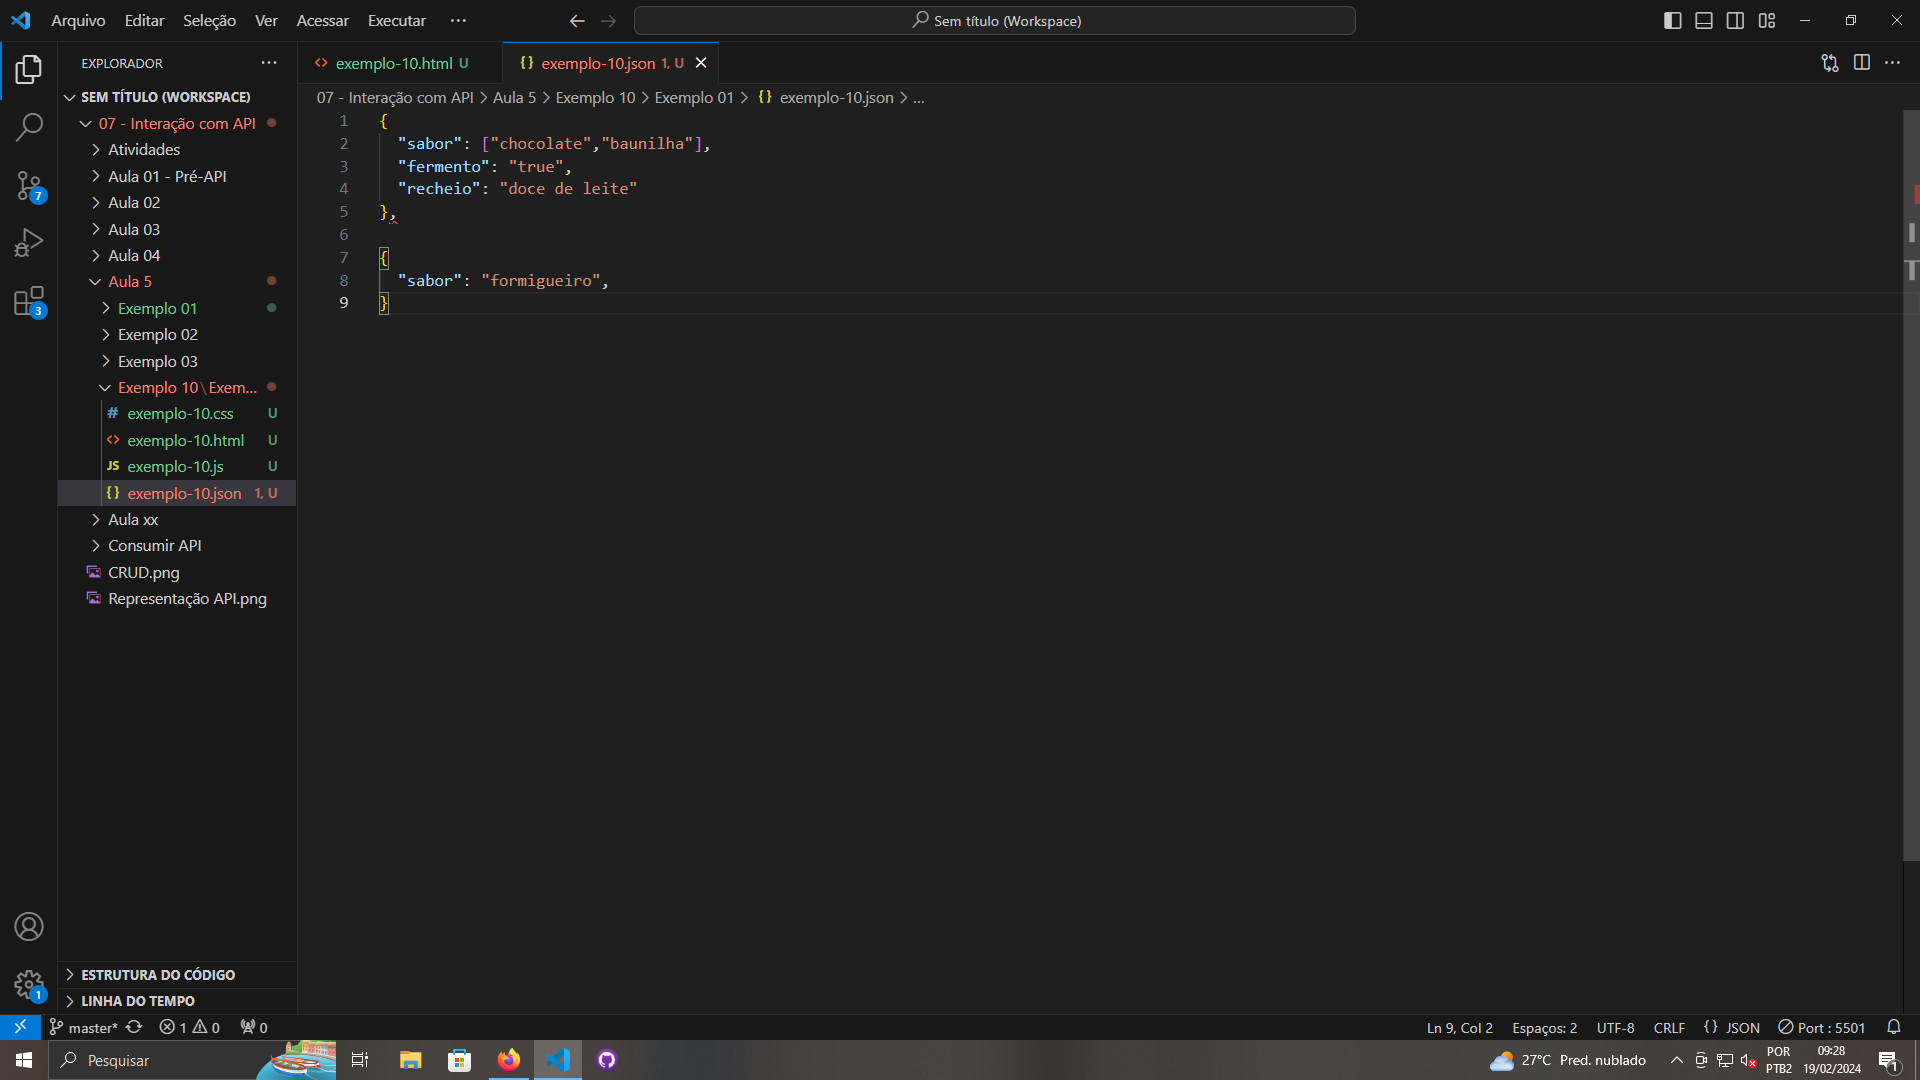 Arquivo Editar Seleção Ver Acessar Executar ···
Sem título (Workspace)
EXPLORADOR ···
exemplo-10.html U
{} exemplo-10.json 1, U
07 - Interação com API > Aula 5 > Exemplo 10 > Exemplo 01 > {} exemplo-10.json > ...
SEM TÍTULO (WORKSPACE)
07 - Interação com API
Atividades
Aula 01 - Pré-API
Aula 02
Aula 03
Aula 04
Aula 5
Exemplo 01
Exemplo 02
Exemplo 03
Exemplo 10\Exem...
# exemplo-10.css U
<> exemplo-10.html U
JS exemplo-10.js U
{} exemplo-10.json 1, U
Aula xx
Consumir API
CRUD.png
Representação API.png
7
3
1
ESTRUTURA DO CÓDIGO
LINHA DO TEMPO
1 {
2 "sabor": ["chocolate","baunilha"],
3 "fermento": "true",
4 "recheio": "doce de leite"
5 },
6
7 {
8 "sabor": "formigueiro",
9 }
master* 1 0 0
Ln 9, Col 2 Espaços: 2 UTF-8 CRLF {} JSON Port : 5501
Pesquisar
27°C Pred. nublado
POR
PTB2
09:28
19/02/2024
1